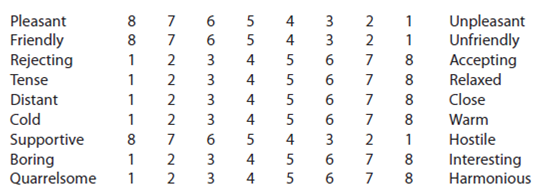 Pleasant 8 7 6 5 4 3 2 1 Unpleasant
Friendly 8 7 6 5 4 3 2 1 Unfriendly
Rejecting 1 2 3 4 5 6 7 8 Accepting
Tense 1 2 3 4 5 6 7 8 Relaxed
Distant 1 2 3 4 5 6 7 8 Close
Cold 1 2 3 4 5 6 7 8 Warm
Supportive 8 7 6 5 4 3 2 1 Hostile
Boring 1 2 3 4 5 6 7 8 Interesting
Quarrelsome 1 2 3 4 5 6 7 8 Harmonious